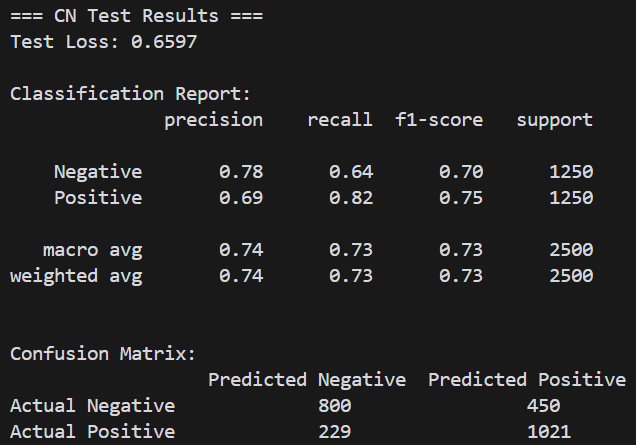 === CN Test Results ===
Test Loss: 0.6597
Classification Report:
precision recall f1-score support
Negative 0.78 0.64 0.70 1250
Positive 0.69 0.82 0.75 1250
macro avg 0.74 0.73 0.73 2500
weighted avg 0.74 0.73 0.73 2500
Confusion Matrix:
Predicted Negative Predicted Positive
Actual Negative 800 450
Actual Positive 229 1021